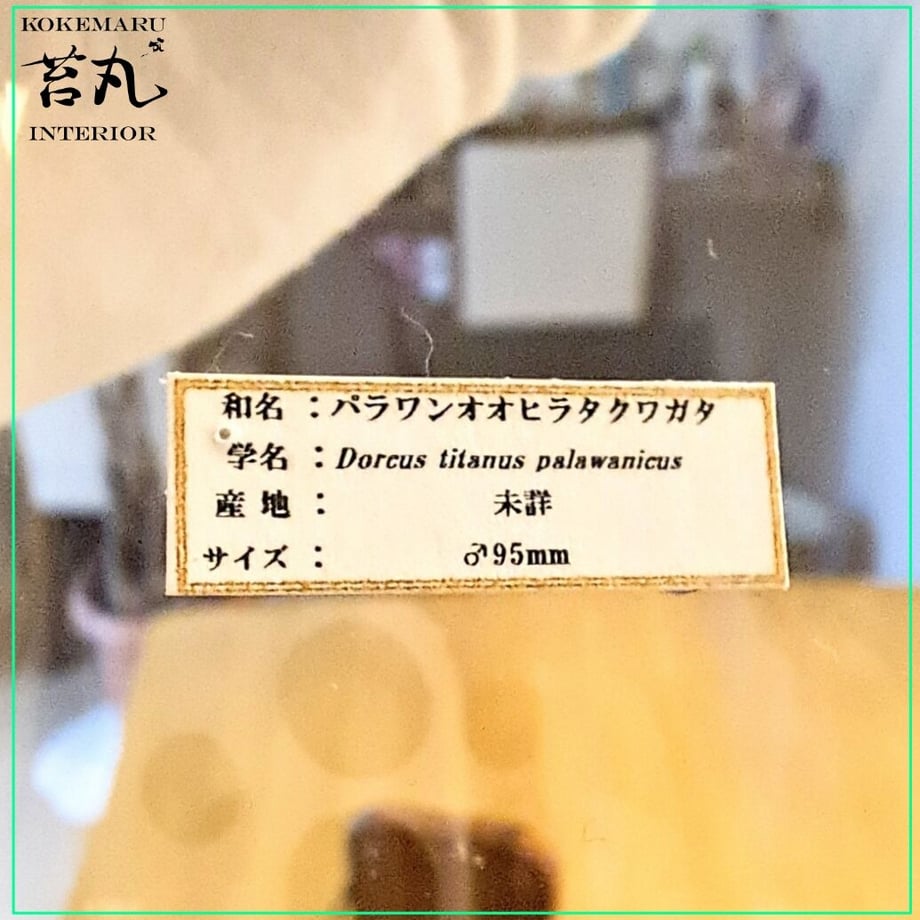 KOKEMARU
苔丸
INTERIOR
和名 : パラワンオオヒラタクワガタ
学名 : Dorcus titanus palawanicus
産地 : 未詳
サイズ : ♂95mm